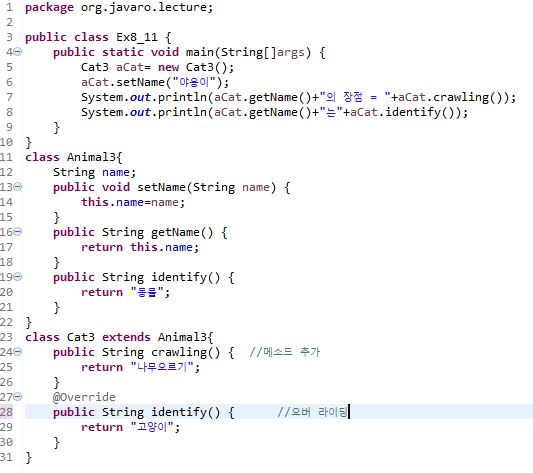 1 package org.javaro.lecture;
2
3 public class Ex8_11 {
4 public static void main(String[]args) {
5 Cat3 aCat= new Cat3();
6 aCat.setName("야옹이");
7 System.out.println(aCat.getName()+"의 장점 = "+aCat.crawling());
8 System.out.println(aCat.getName()+"는"+aCat.identify());
9 }
10 }
11 class Animal3{
12 String name;
13 public void setName(String name) {
14 this.name=name;
15 }
16 public String getName() {
17 return this.name;
18 }
19 public String identify() {
20 return "동물";
21 }
22 }
23 class Cat3 extends Animal3{
24 public String crawling() { //메소드 추가
25 return "나무오르기";
26 }
27 @Override
28 public String identify() { //오버 라이딩
29 return "고양이";
30 }
31 }